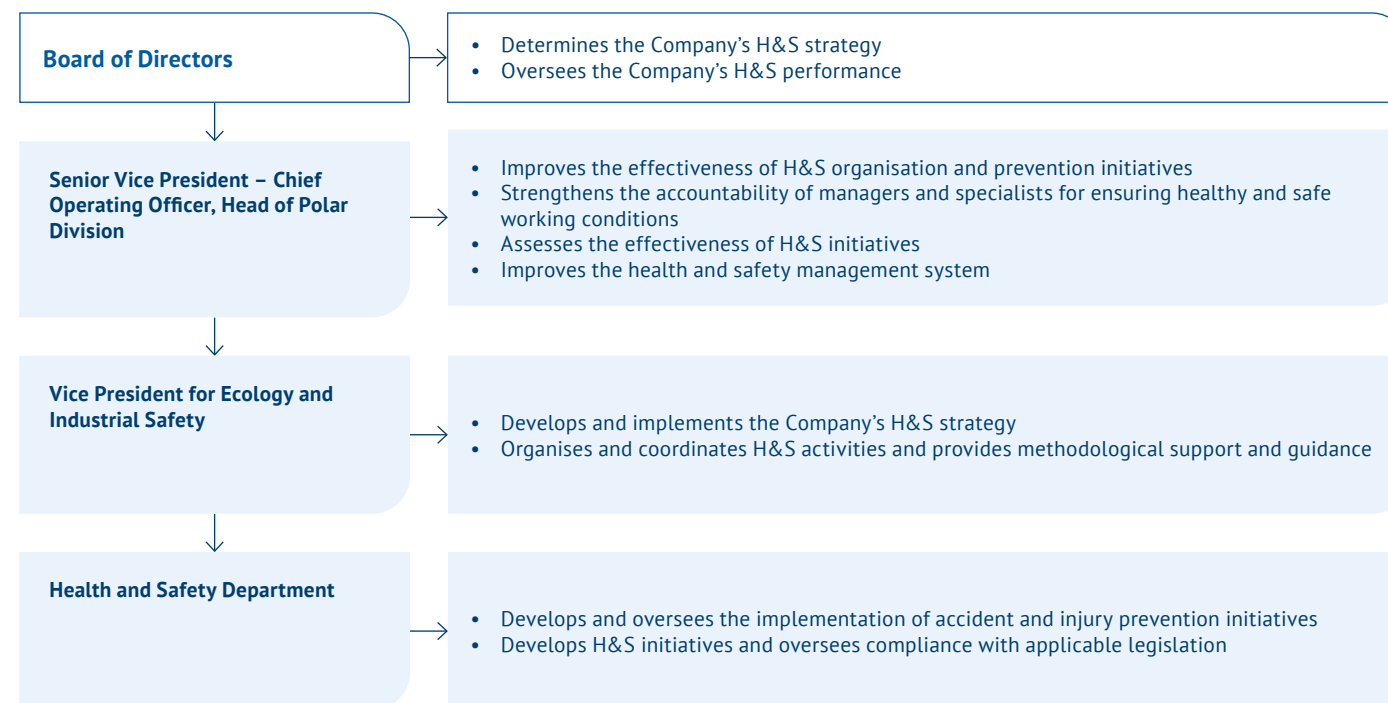 Board of Directors
• Determines the Company's H&S strategy
• Oversees the Company's H&S performance
Senior Vice President – Chief
Operating Officer, Head of Polar
Division
• Improves the effectiveness of H&S organisation and prevention initiatives
• Strengthens the accountability of managers and specialists for ensuring healthy and safe
working conditions
• Assesses the effectiveness of H&S initiatives
• Improves the health and safety management system
Vice President for Ecology and
Industrial Safety
• Develops and implements the Company's H&S strategy
• Organises and coordinates H&S activities and provides methodological support and guidance
Health and Safety Department
• Develops and oversees the implementation of accident and injury prevention initiatives
• Develops H&S initiatives and oversees compliance with applicable legislation